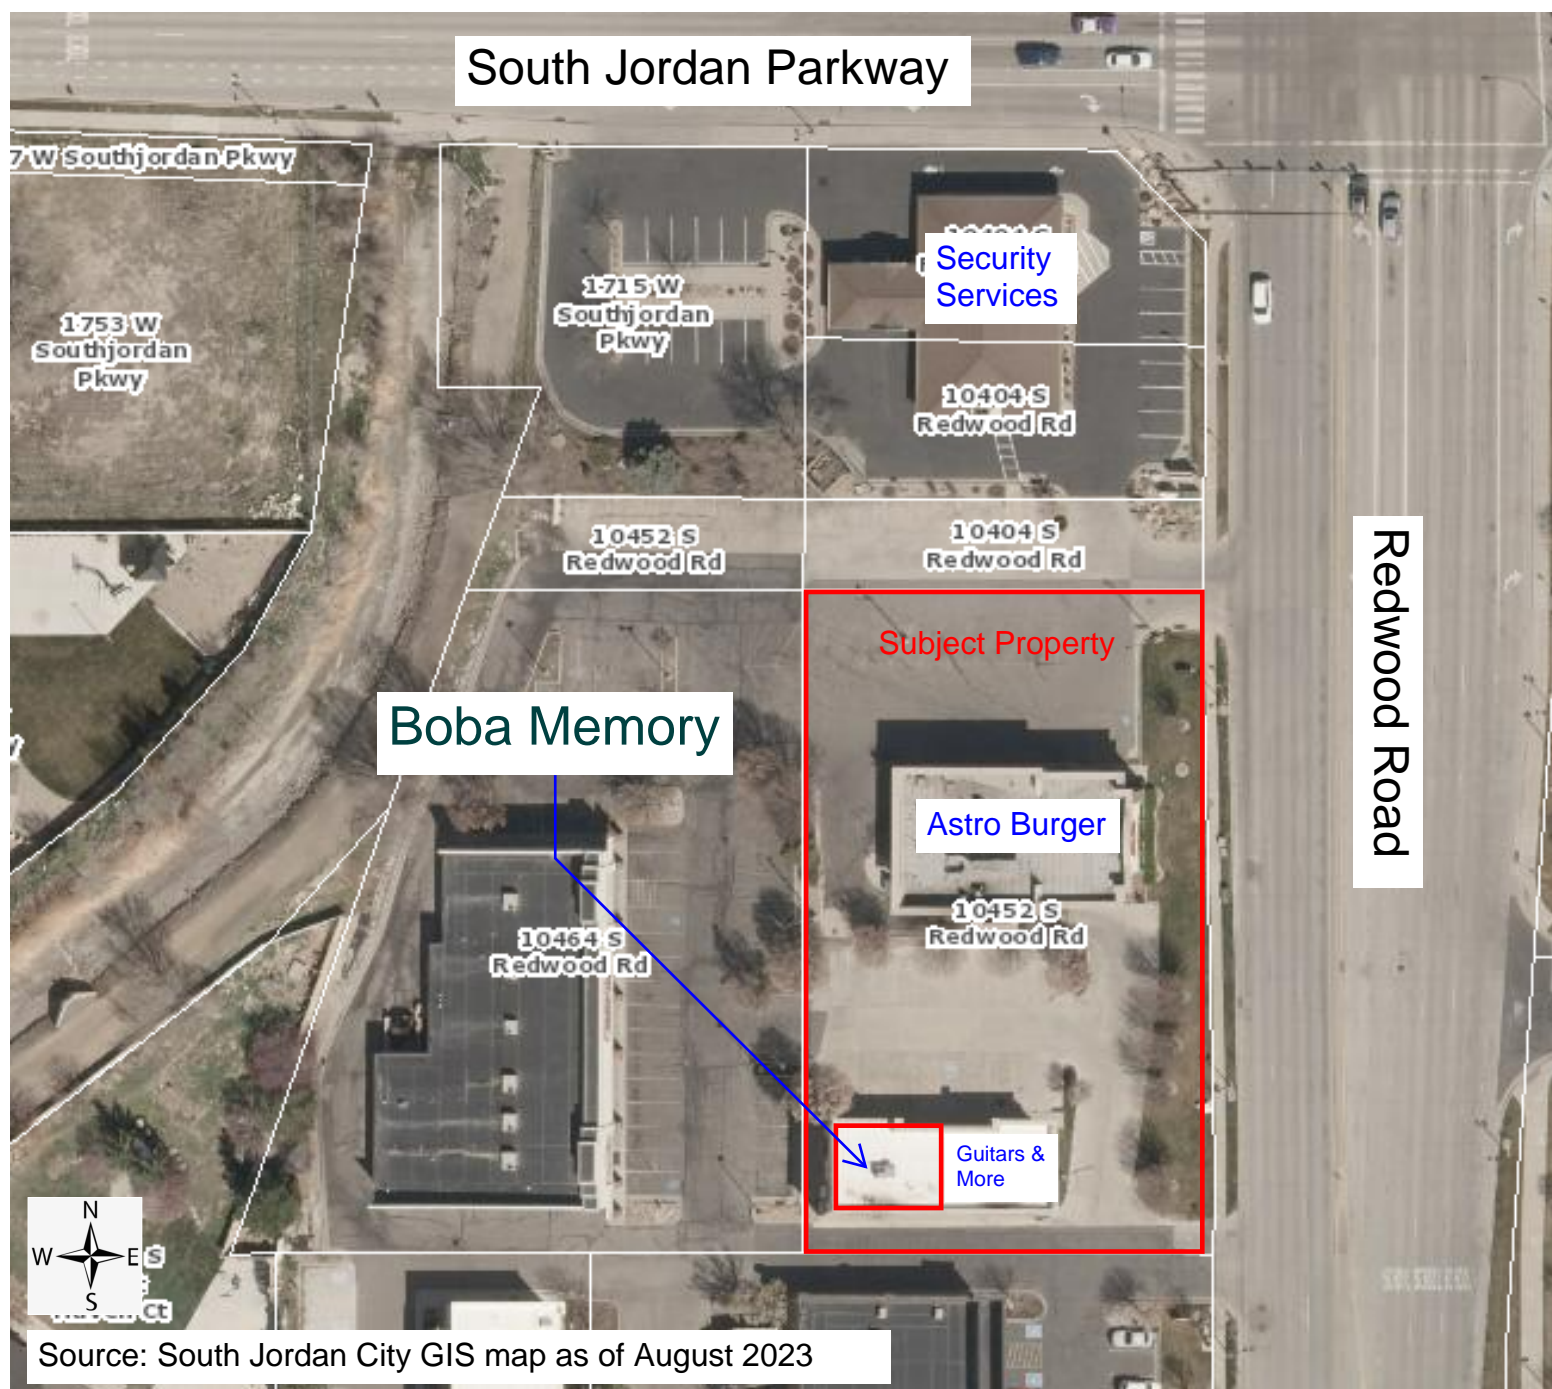 South Jordan Parkway
7 W Southjordan Pkwy
1715 W
Southjordan
Pkwy
10404 S
Security
Services
1753 W
Southjordan
Pkwy
10404 S
Redwood Rd
10452 S
Redwood Rd
10404 S
Redwood Rd
Redwood Road
Subject Property
Boba Memory
Astro Burger
10452 S
Redwood Rd
10464 S
Redwood Rd
Guitars &
More
N
W
E
S
S
Ct
Source: South Jordan City GIS map as of August 2023